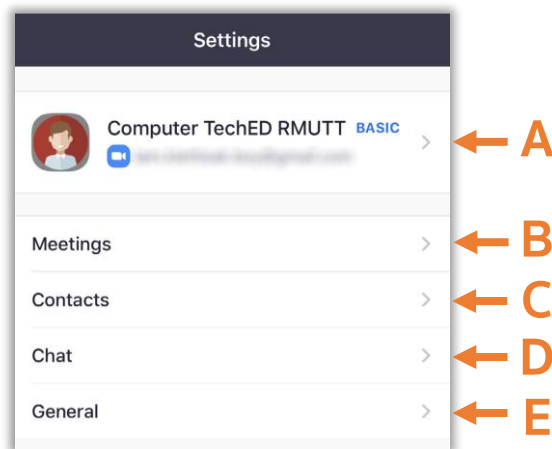 Settings
Computer TechED RMUTT BASIC
A
Meetings
B
Contacts
C
Chat
D
General
E